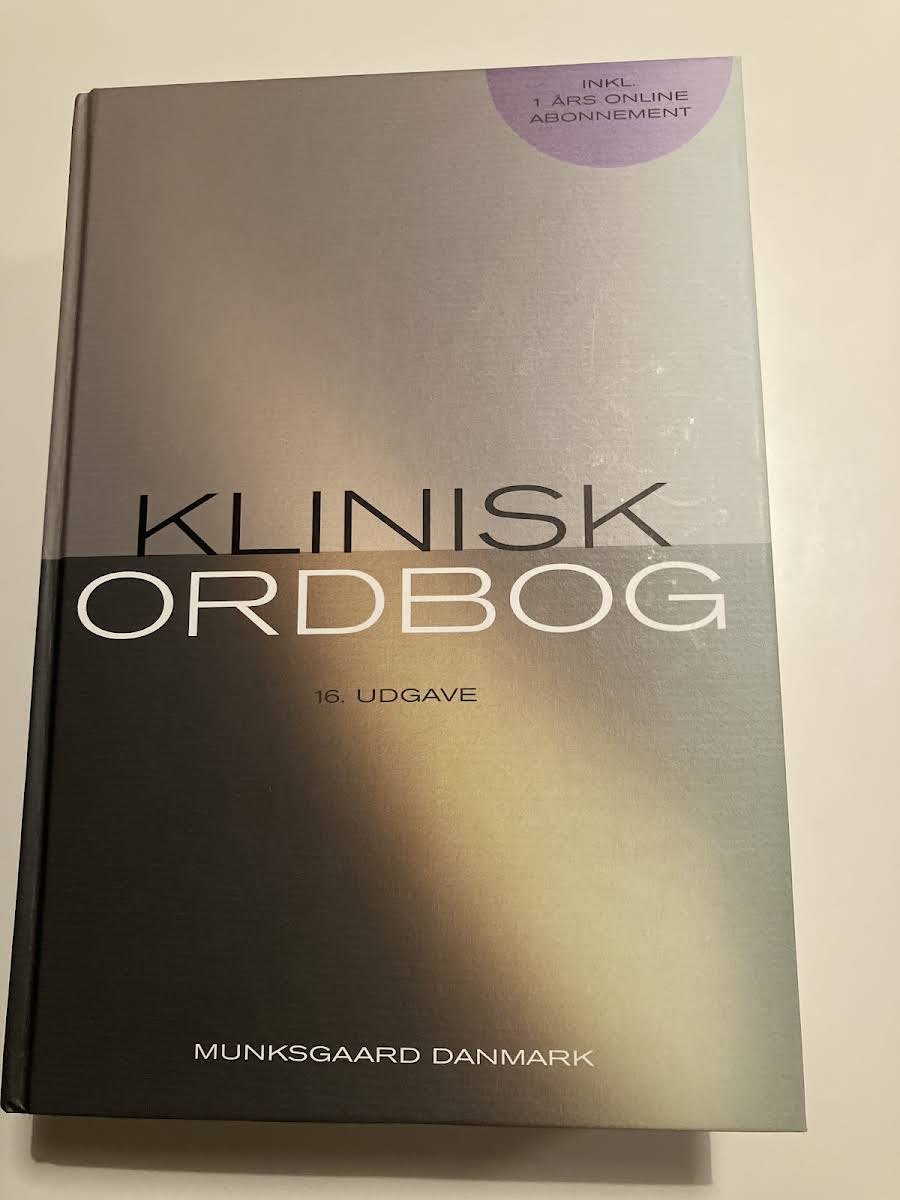 INKL.
1 ÅRS ONLINE
ABONNEMENT
KLINISK
ORDBOG
16. UDGAVE
MUNKSGAARD DANMARK